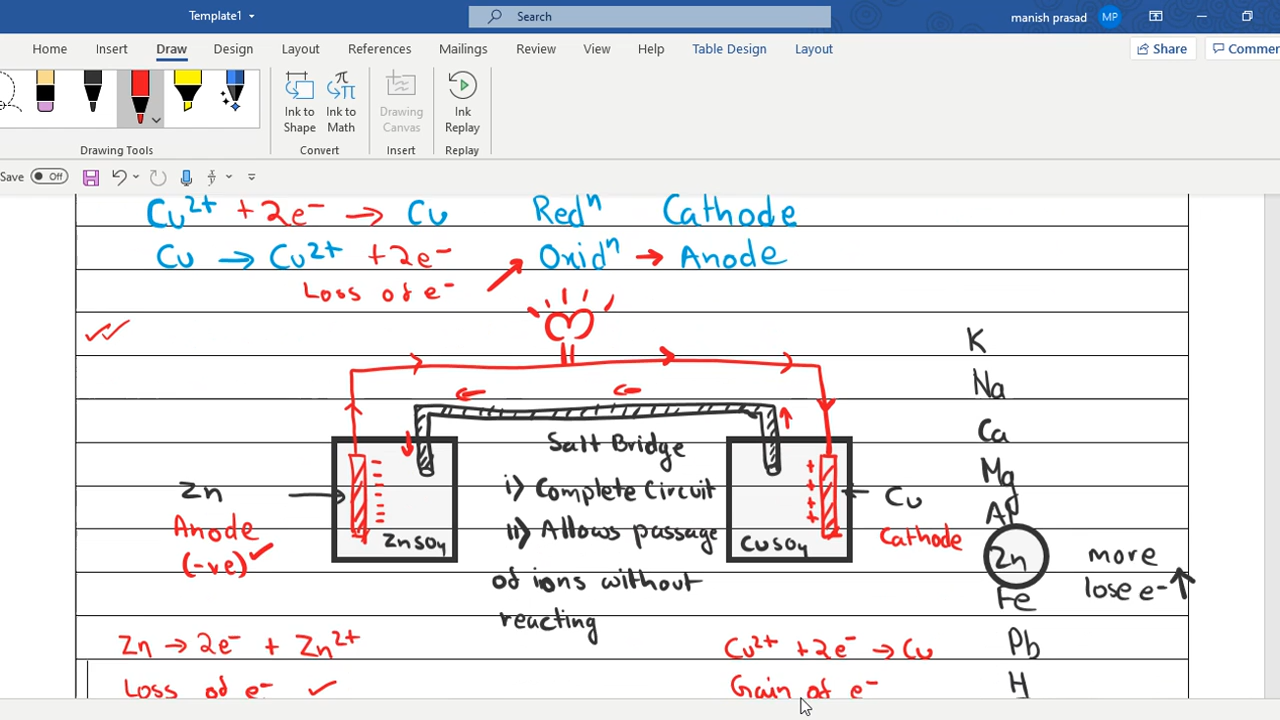 Template1
Search
manish prasad
MP
Home Insert Draw Design Layout References Mailings Review View Help Table Design Layout
Share
Comme
Ink to Shape
Ink to Math
Drawing Canvas
Ink Replay
Drawing Tools
Convert
Insert
Replay
Save Off
Cu²⁺ + 2e⁻ → Cu Redⁿ Cathode
Cu → Cu²⁺ + 2e⁻ Oxidⁿ → Anode
Loss of e⁻
K
Na
Ca
Mg
Al
Zn
Fe
Pb
H
more
lose e⁻ ↑
Salt Bridge
i) Complete Circuit
ii) Allows passage
of ions without
reacting
Zn
Anode
(-ve)
ZnSO4
CuSO4
Cu
Cathode
Zn → 2e⁻ + Zn²⁺
Loss of e⁻
Cu²⁺ + 2e⁻ → Cu
Gain of e⁻